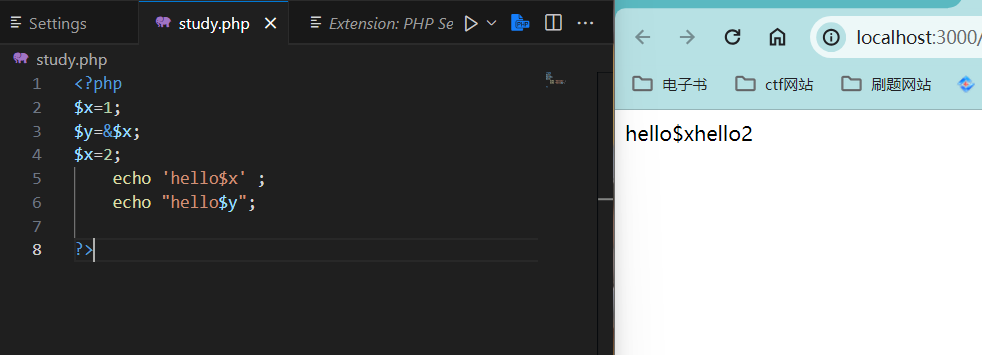 Settings study.php Extension: PHP Se
study.php
1 <?php
2 $x=1;
3 $y=&$x;
4 $x=2;
5 echo 'hello$x' ;
6 echo "hello$y";
7
8 ?>
localhost:3000/
电子书 ctf网站 刷题网站
hello$xhello2